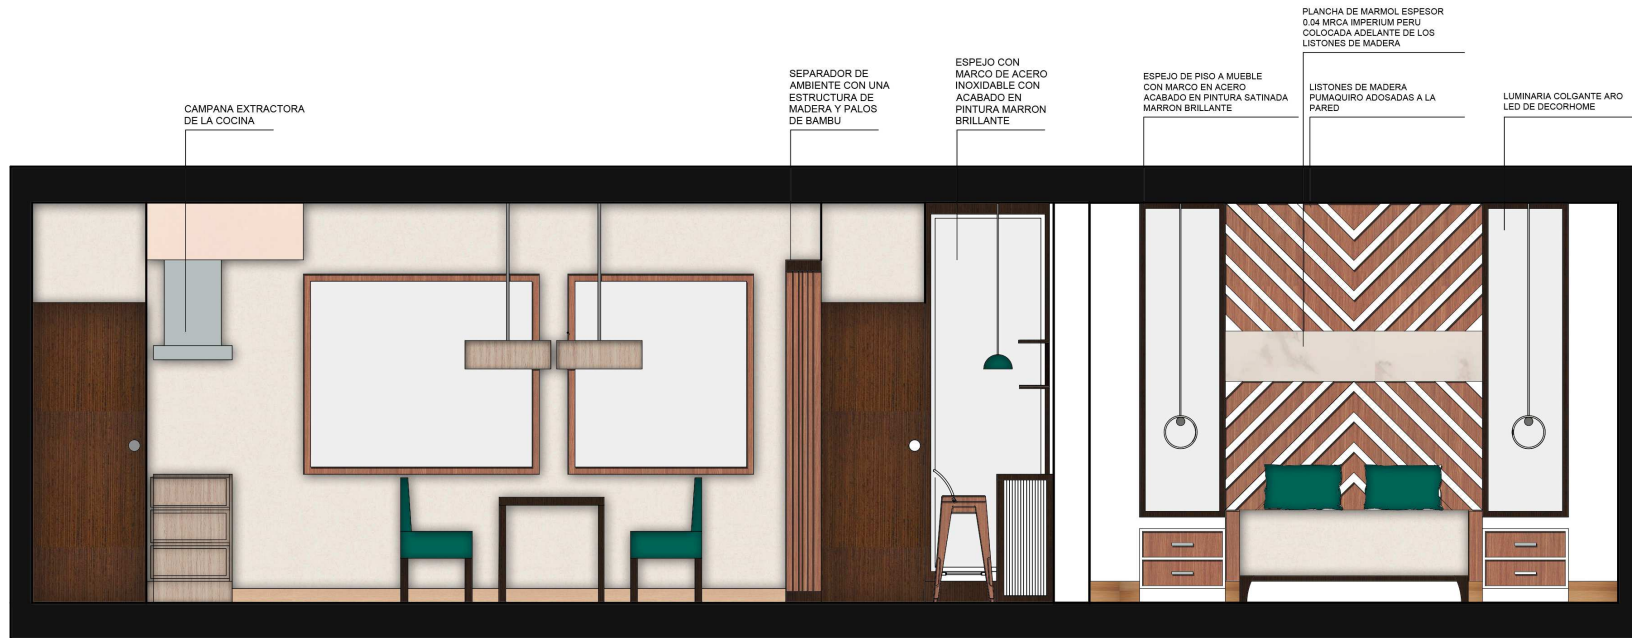 CAMPANA EXTRACTORA
DE LA COCINA
SEPARADOR DE
AMBIENTE CON UNA
ESTRUCTURA DE
MADERA Y PALOS
DE BAMBU
ESPEJO CON
MARCO DE ACERO
INOXIDABLE CON
ACABADO EN
PINTURA MARRON
BRILLANTE
ESPEJO DE PISO A MUEBLE
CON MARCO EN ACERO
ACABADO EN PINTURA SATINADA
MARRON BRILLANTE
PLANCHA DE MARMOL ESPESOR
0.04 MRCA IMPERIUM PERU
COLOCADA ADELANTE DE LOS
LISTONES DE MADERA
LISTONES DE MADERA
PUMAQUIRO ADOSADAS A LA
PARED
LUMINARIA COLGANTE ARO
LED DE DECORHOME